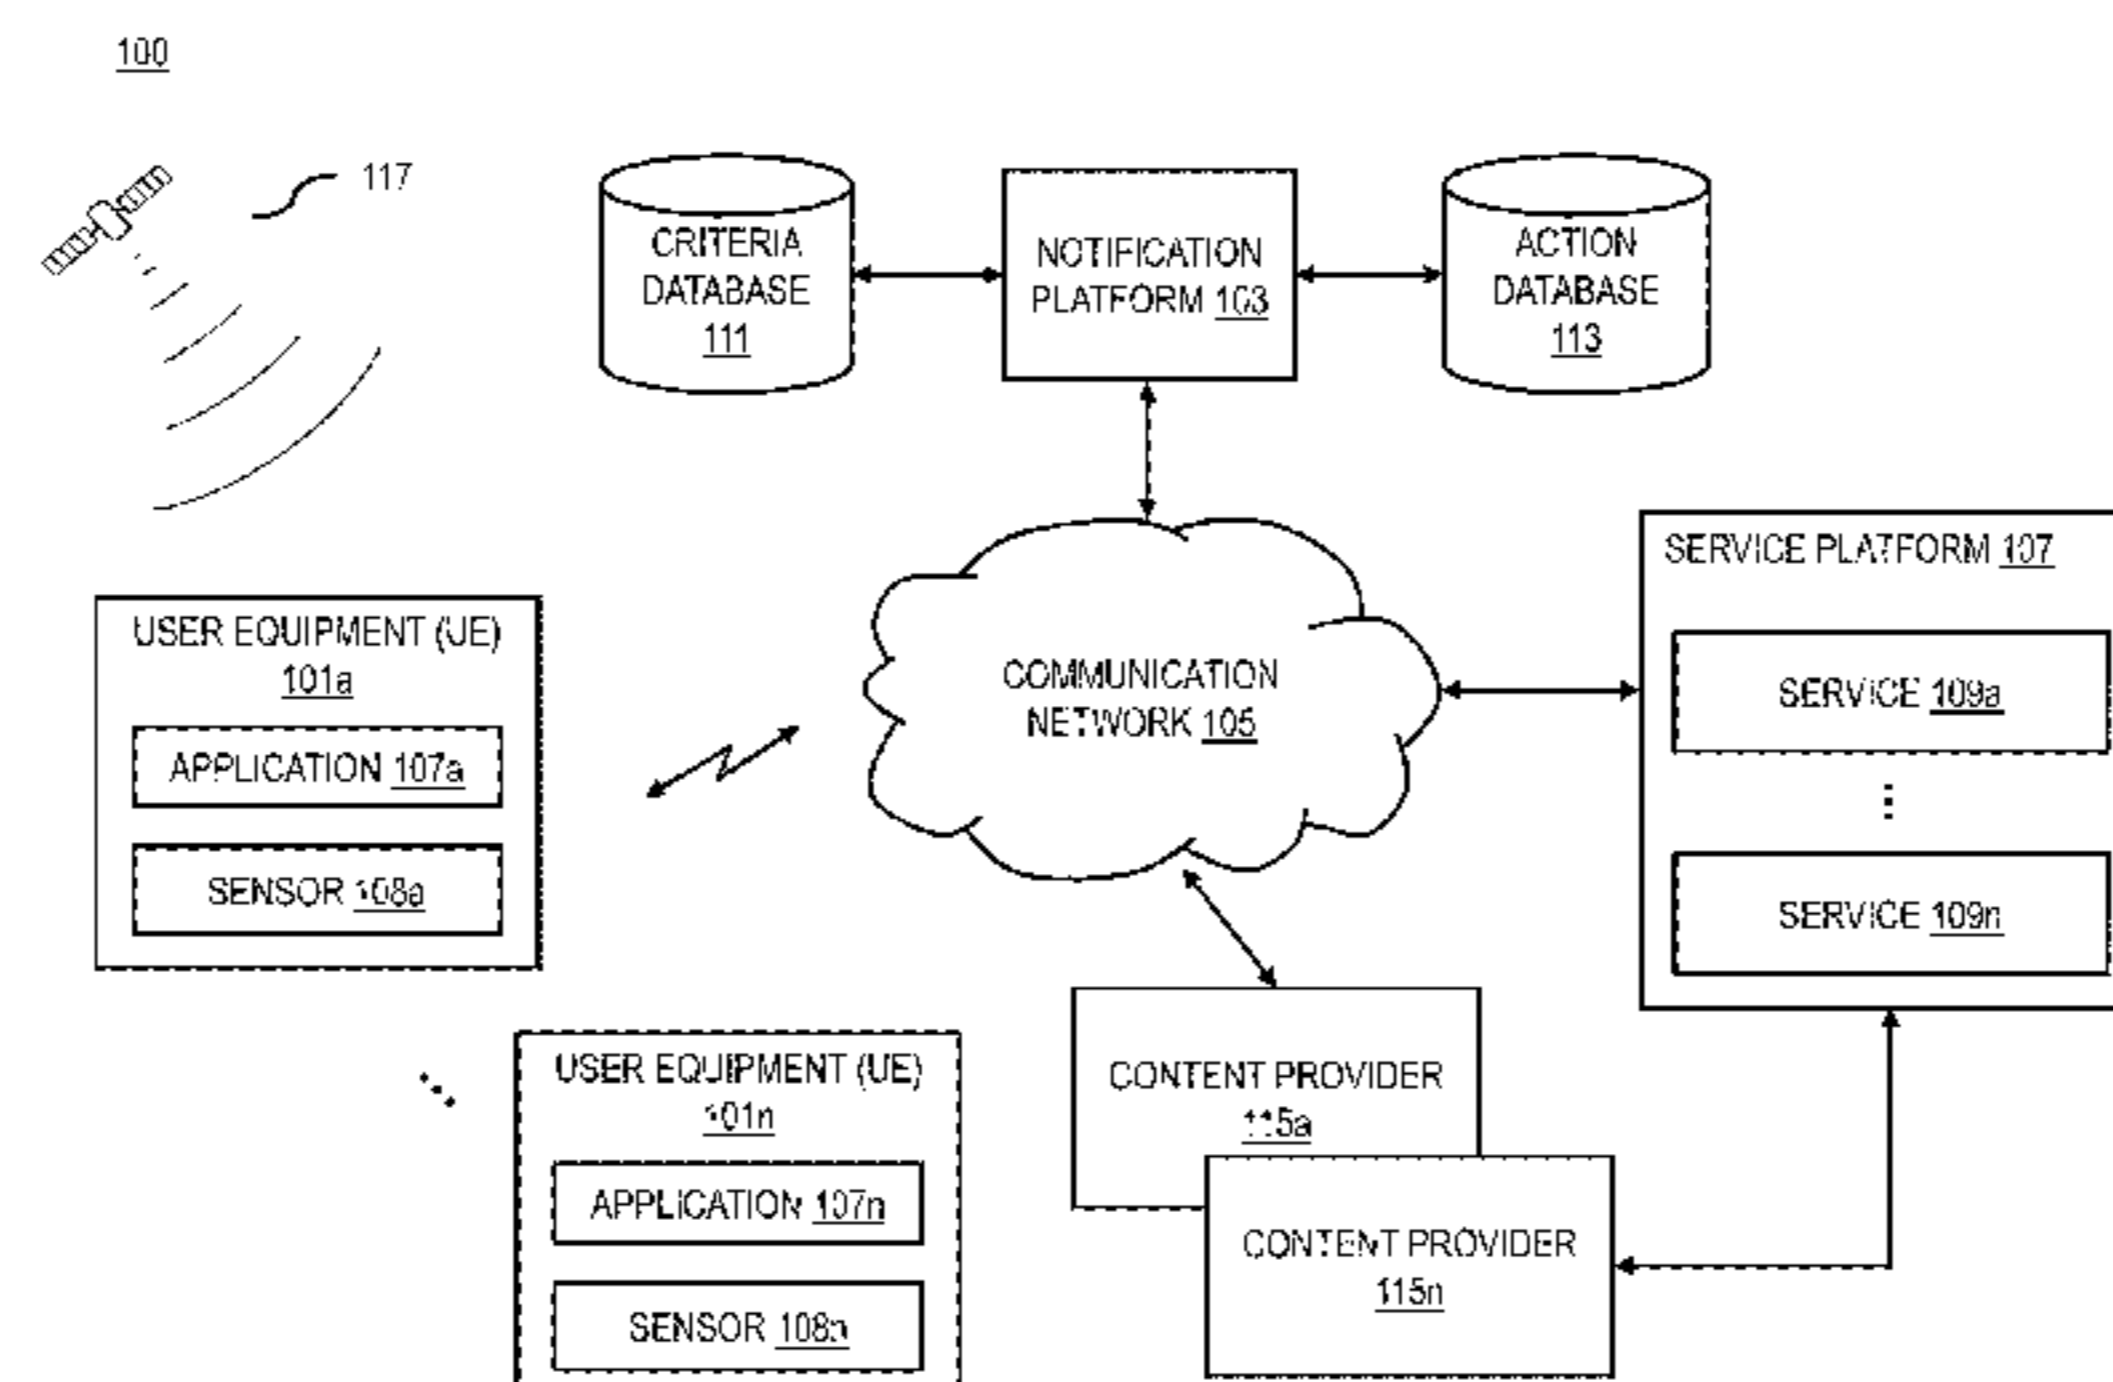 100
117
CRITERIA
DATABASE
111
NOTIFICATION
PLATFORM 103
ACTION
DATABASE
113
SERVICE PLATFORM 107
SERVICE 109a
SERVICE 109n
COMMUNICATION
NETWORK 105
USER EQUIPMENT (UE)
101a
APPLICATION 107a
SENSOR 108a
USER EQUIPMENT (UE)
101n
APPLICATION 107n
SENSOR 108n
CONTENT PROVIDER
115a
CONTENT PROVIDER
115n